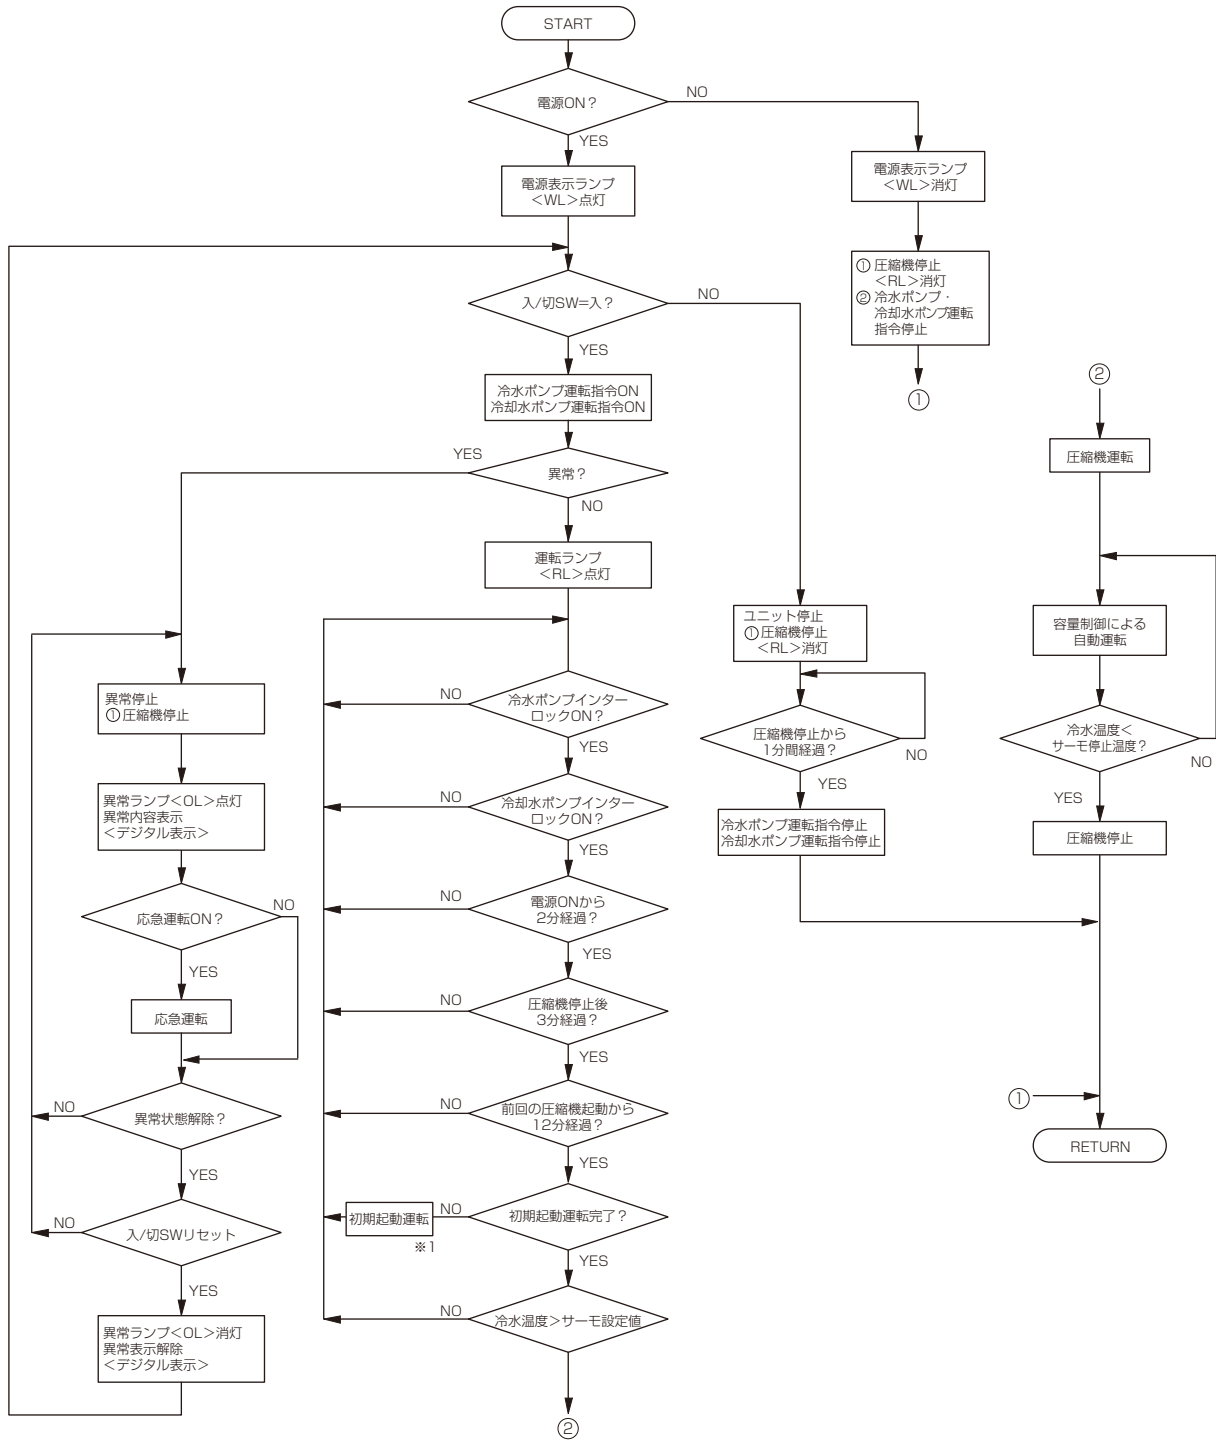 START
電源ON？
NO
YES
電源表示ランプ
＜WL＞点灯
電源表示ランプ
＜WL＞消灯
① 圧縮機停止
＜RL＞消灯
② 冷水ポンプ・
冷却水ポンプ運転
指令停止
①
入/切SW=入？
NO
YES
冷水ポンプ運転指令ON
冷却水ポンプ運転指令ON
異常？
YES
NO
運転ランプ
＜RL＞点灯
冷水ポンプインター
ロックON？
NO
YES
冷却水ポンプインター
ロックON？
NO
YES
電源ONから
2分経過？
NO
YES
圧縮機停止後
3分経過？
NO
YES
前回の圧縮機起動から
12分経過？
NO
YES
初期起動運転完了？
NO
初期起動運転
※1
YES
冷水温度＞サーモ設定値
NO
②
異常停止
①圧縮機停止
異常ランプ＜OL＞点灯
異常内容表示
＜デジタル表示＞
応急運転ON？
NO
YES
応急運転
異常状態解除？
NO
YES
入/切SWリセット
NO
YES
異常ランプ＜OL＞消灯
異常表示解除
＜デジタル表示＞
ユニット停止
①圧縮機停止
＜RL＞消灯
圧縮機停止から
1分間経過？
NO
YES
冷水ポンプ運転指令停止
冷却水ポンプ運転指令停止
②
圧縮機運転
容量制御による
自動運転
冷水温度＜
サーモ停止温度？
NO
YES
圧縮機停止
①
RETURN